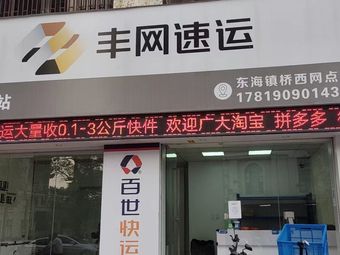 丰网速运
东海镇桥西网点
站
17819090143
运大量收0.1-3公斤快件 欢迎广大淘宝 拼多多
百世快运